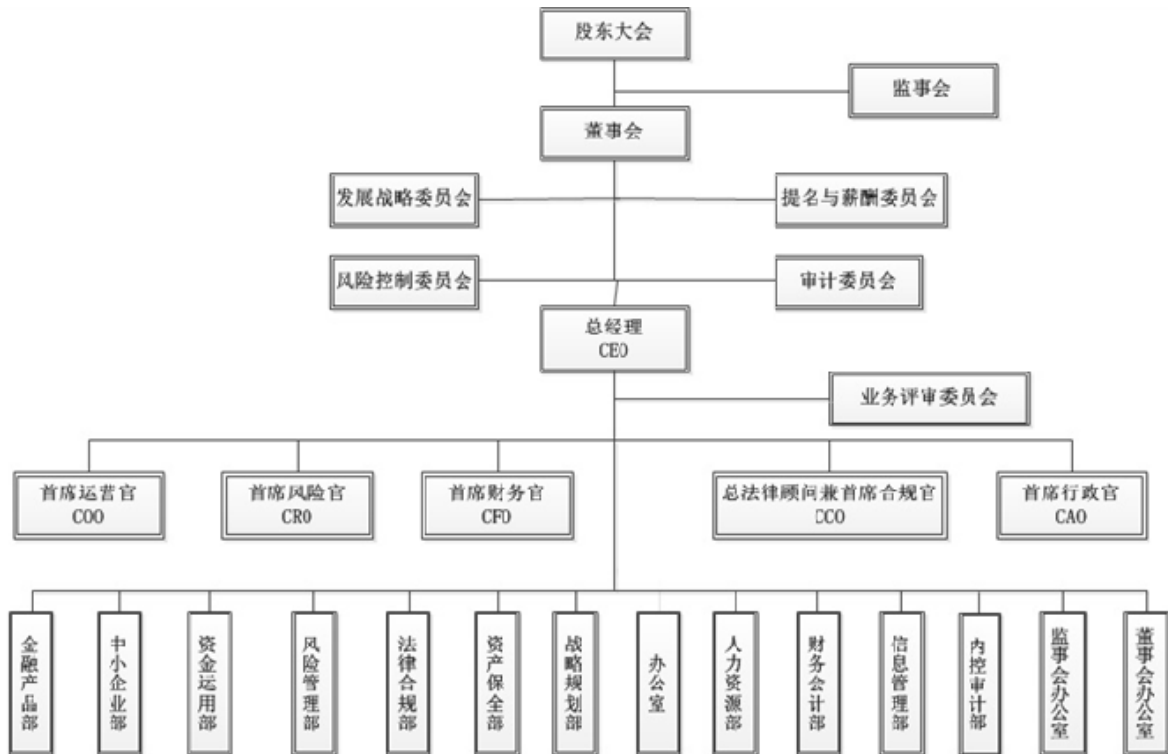 股东大会
监事会
董事会
发展战略委员会
提名与薪酬委员会
风险控制委员会
审计委员会
总经理
CEO
业务评审委员会
首席运营官
COO
首席风险官
CRO
首席财务官
CFO
总法律顾问兼首席合规官
CCO
首席行政官
CAO
金融产品部
中小企业部
资金运用部
风险管理部
法律合规部
资产保全部
战略规划部
办公室
人力资源部
财务会计部
信息管理部
内控审计部
监事会办公室
董事会办公室